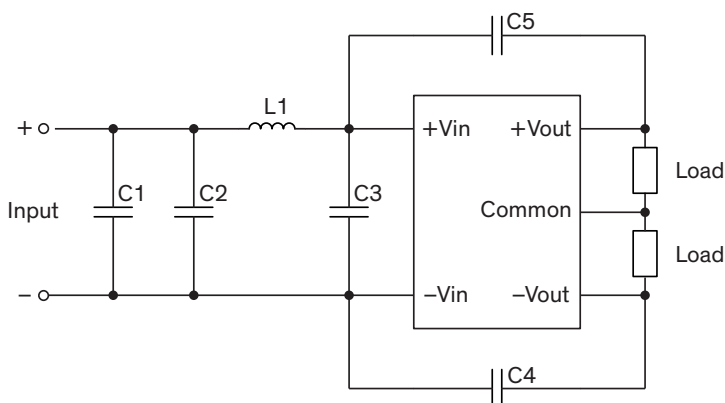 C5
L1
+
+Vin
+Vout
C1
C2
C3
Load
Input
Common
Load
−
−Vin
−Vout
C4